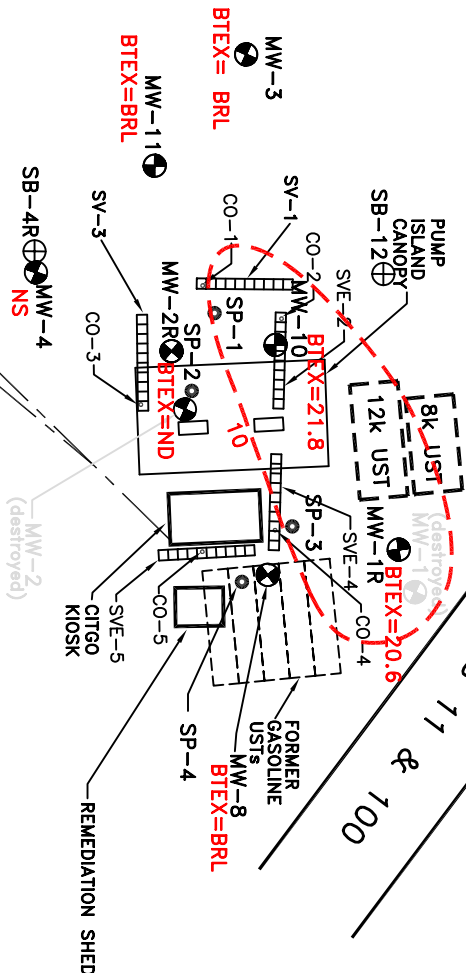 MW-3
BTEX= BRL
MW-11
BTEX=BRL
SB-4R
MW-4
NS
SV-3
CO-3
CO-1
SV-1
CO-2
SVE-2
SB-12
PUMP
ISLAND
CANOPY
MW-10
BTEX=21.8
SP-1
MW-2R
SP-2
BTEX=ND
10
12k UST
8k UST
MW-1R
MW-1
(destroyed)
BTEX=20.6
SP-3
SVE-4
CO-4
MW-2
(destroyed)
CITGO
KIOSK
SVE-5
CO-5
SP-4
MW-8
BTEX=BRL
FORMER
GASOLINE
USTs
REMEDIATION SHED
11 & 100